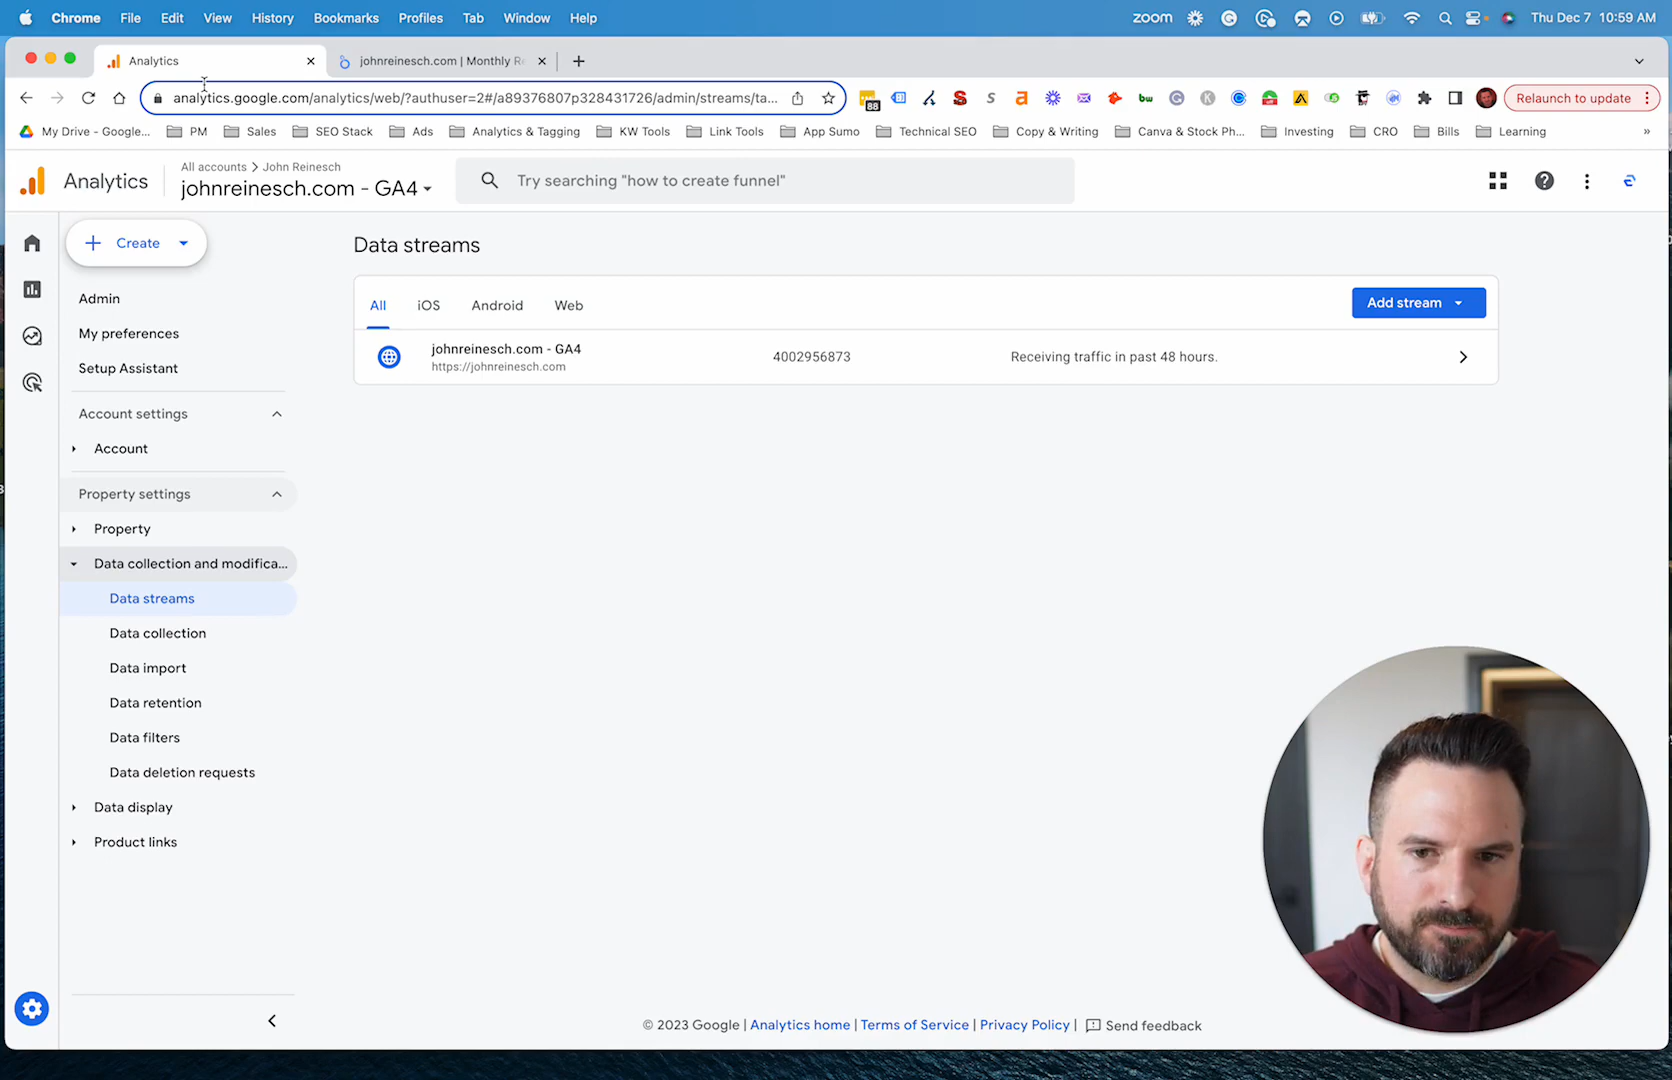 Chrome File Edit View History Bookmarks Profiles Tab Window Help zoom Thu Dec 7 10:59 AM
Analytics johnreinesch.com | Monthly Re
analytics.google.com/analytics/web/?authuser=2#/a89376807p328431726/admin/streams/ta... 88 Relaunch to update
My Drive - Google... PM Sales SEO Stack Ads Analytics & Tagging KW Tools Link Tools App Sumo Technical SEO Copy & Writing Canva & Stock Ph... Investing CRO Bills Learning »
Analytics
All accounts > John Reinesch
johnreinesch.com - GA4
Try searching "how to create funnel"
Create
Admin
My preferences
Setup Assistant
Account settings
Account
Property settings
Property
Data collection and modifica...
Data streams
Data collection
Data import
Data retention
Data filters
Data deletion requests
Data display
Product links
Data streams
All iOS Android Web
Add stream
johnreinesch.com - GA4 4002956873 Receiving traffic in past 48 hours.
https://johnreinesch.com
© 2023 Google | Analytics home | Terms of Service | Privacy Policy | Send feedback